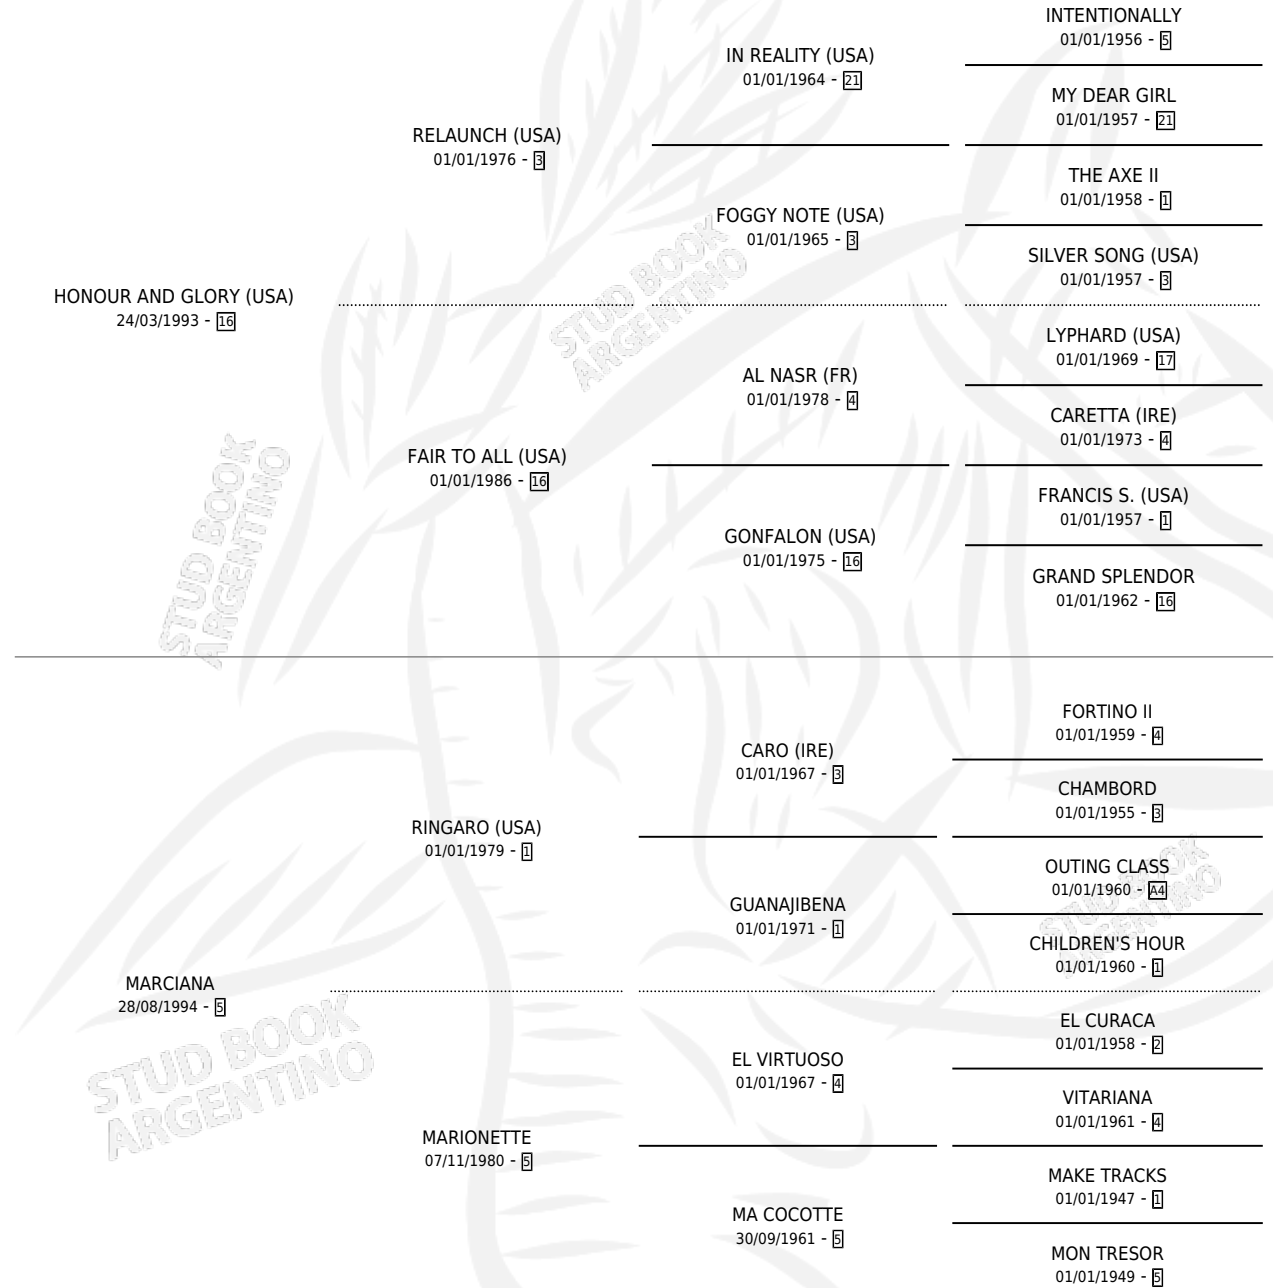 INTENTIONALLY
01/01/1956 - 5
IN REALITY (USA)
01/01/1964 - 21
MY DEAR GIRL
01/01/1957 - 21
RELAUNCH (USA)
01/01/1976 - 3
THE AXE II
01/01/1958 - 1
FOGGY NOTE (USA)
01/01/1965 - 3
SILVER SONG (USA)
01/01/1957 - 3
HONOUR AND GLORY (USA)
24/03/1993 - 16
LYPHARD (USA)
01/01/1969 - 17
AL NASR (FR)
01/01/1978 - 4
CARETTA (IRE)
01/01/1973 - 4
FAIR TO ALL (USA)
01/01/1986 - 16
FRANCIS S. (USA)
01/01/1957 - 1
GONFALON (USA)
01/01/1975 - 16
GRAND SPLENDOR
01/01/1962 - 16
FORTINO II
01/01/1959 - 4
CARO (IRE)
01/01/1967 - 3
CHAMBORD
01/01/1955 - 3
RINGARO (USA)
01/01/1979 - 1
OUTING CLASS
01/01/1960 - A4
GUANAJIBENA
01/01/1971 - 1
CHILDREN'S HOUR
01/01/1960 - 1
MARCIANA
28/08/1994 - 5
EL CURACA
01/01/1958 - 2
EL VIRTUOSO
01/01/1967 - 4
VITARIANA
01/01/1961 - 4
MARIONETTE
07/11/1980 - 5
MAKE TRACKS
01/01/1947 - 1
MA COCOTTE
30/09/1961 - 5
MON TRESOR
01/01/1949 - 5
STUD BOOK
ARGENTINO
STUD BOOK
ARGENTINO
STUD BOOK
ARGENTINO
STUD BOOK
ARGENTINO